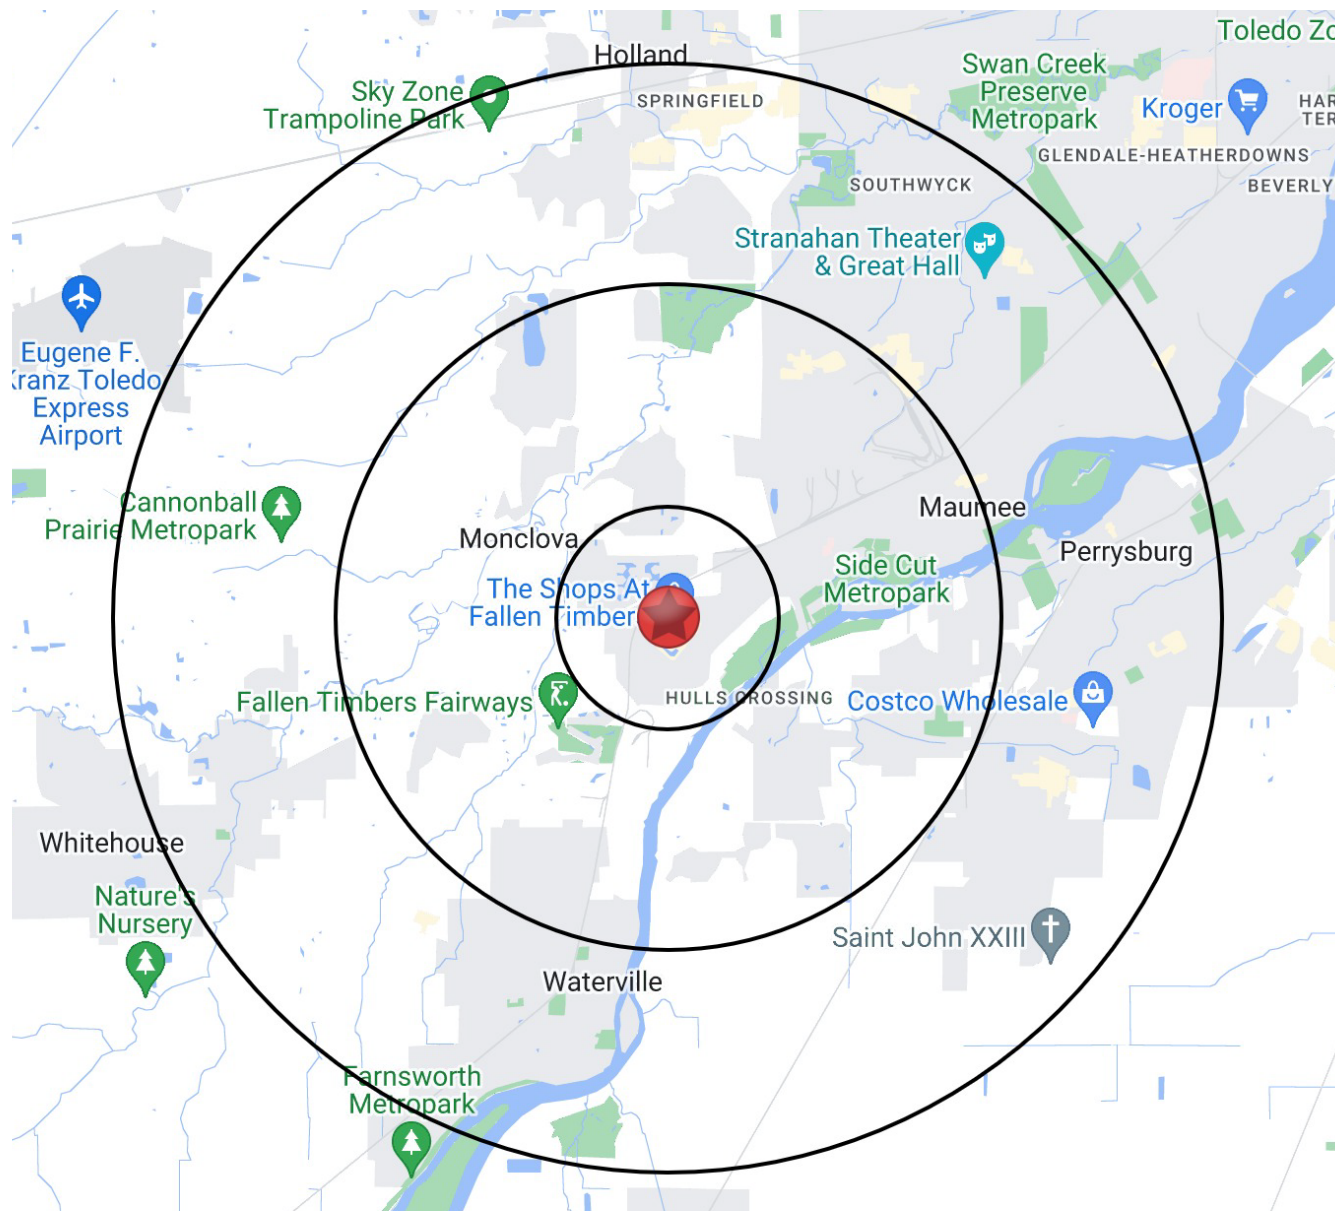 Holland
Toledo Zo
Sky Zone
Trampoline Park
SPRINGFIELD
Swan Creek
Preserve
Metropark
Kroger
HAR
TER
GLENDALE-HEATHERDOWNS
SOUTHWYCK
BEVERLY
Stranahan Theater
& Great Hall
Eugene F.
Kranz Toledo
Express
Airport
Cannonball
Prairie Metropark
Monclova
Maumee
Perrysburg
The Shops At
Fallen Timber
Side Cut
Metropark
Fallen Timbers Fairways
HULLS CROSSING
Costco Wholesale
Whitehouse
Nature's
Nursery
Saint John XXIII
Waterville
Farnsworth
Metropark